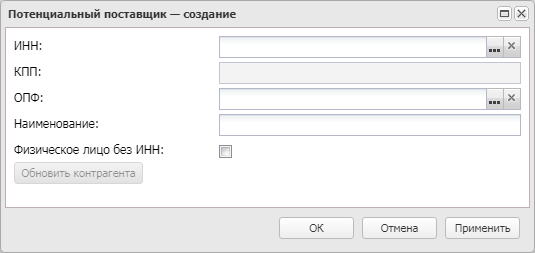 Потенциальный поставщик — создание
ИНН:
КПП:
ОПФ:
Наименование:
Физическое лицо без ИНН:
Обновить контрагента
ОК Отмена Применить